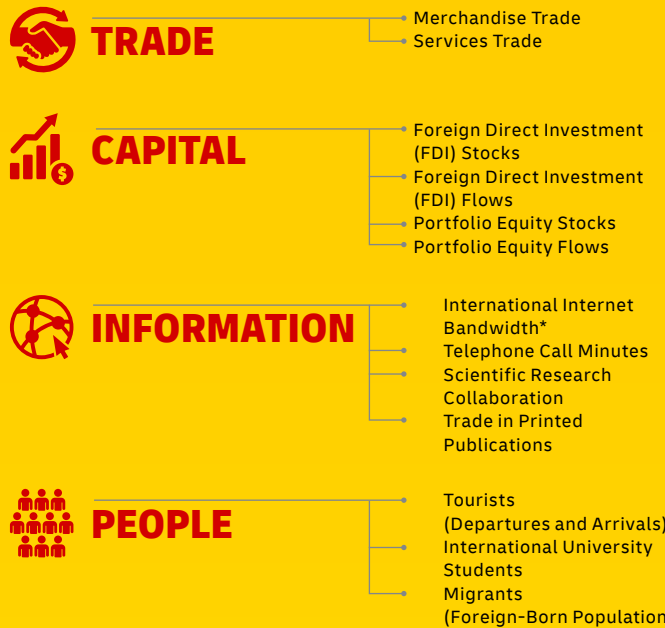 TRADE
Merchandise Trade
Services Trade
CAPITAL
Foreign Direct Investment
(FDI) Stocks
Foreign Direct Investment
(FDI) Flows
Portfolio Equity Stocks
Portfolio Equity Flows
INFORMATION
International Internet
Bandwidth*
Telephone Call Minutes
Scientific Research
Collaboration
Trade in Printed
Publications
PEOPLE
Tourists
(Departures and Arrivals)
International University
Students
Migrants
(Foreign-Born Population
$